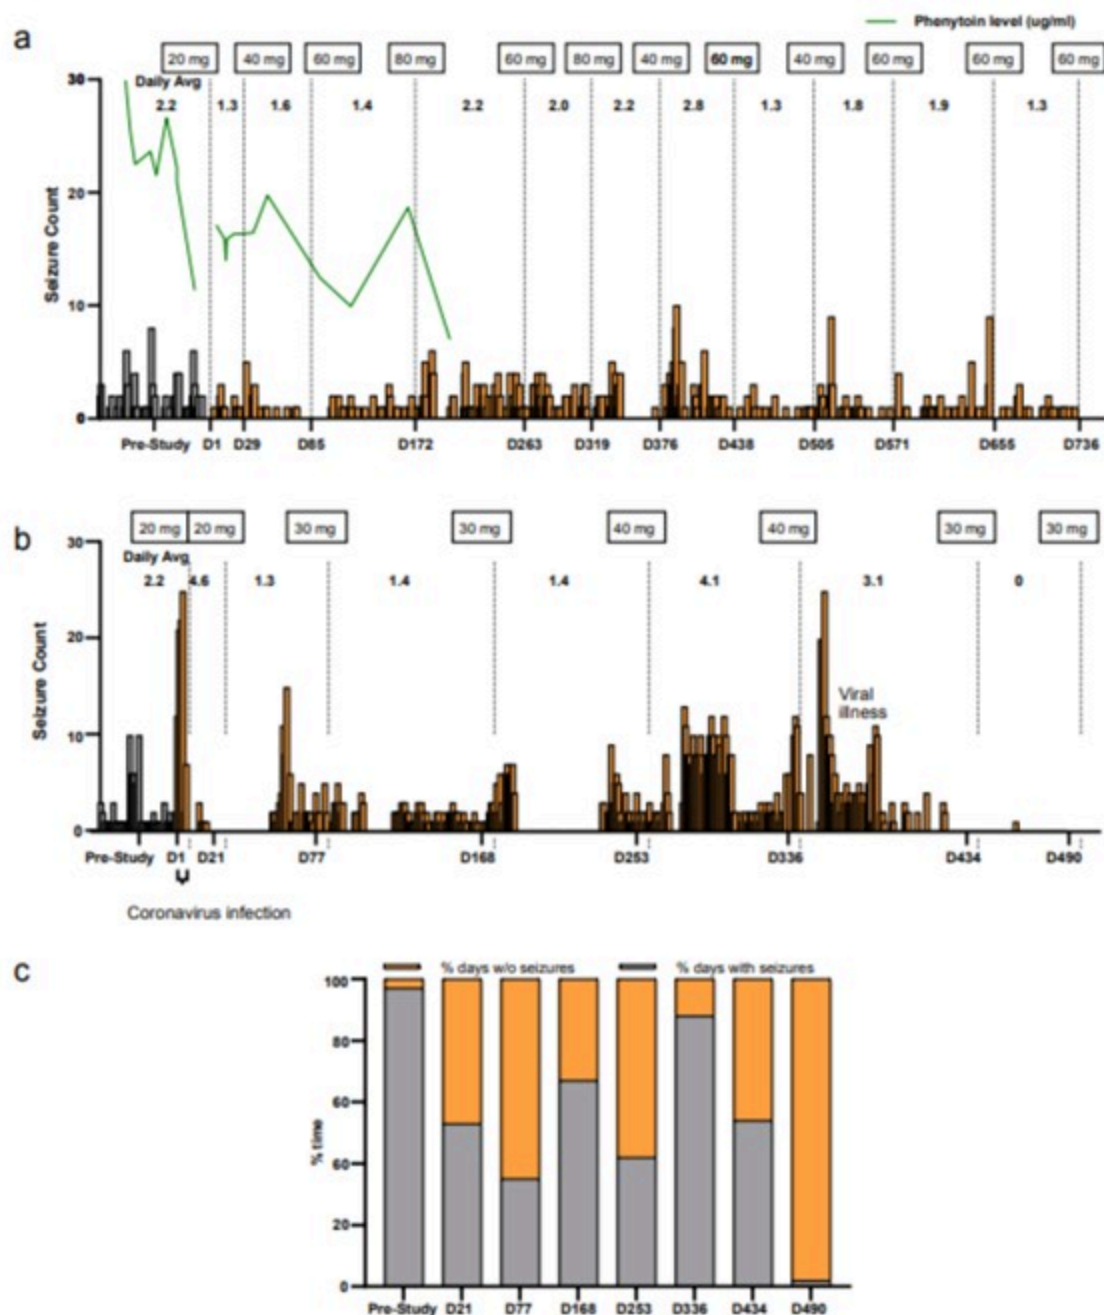 a
Phenytoin level (ug/ml)
20 mg 40 mg 60 mg 80 mg 60 mg 80 mg 40 mg 60 mg 40 mg 60 mg 60 mg 60 mg
Daily Avg
2.2 1.3 1.6 1.4 2.2 2.0 2.2 2.8 1.3 1.8 1.9 1.3
Seizure Count
30
20
10
0
Pre-Study D1 D29 D85 D172 D263 D319 D376 D438 D505 D571 D655 D736
b
20 mg 20 mg 30 mg 30 mg 40 mg 40 mg 30 mg 30 mg
Daily Avg
2.2 4.6 1.3 1.4 1.4 4.1 3.1 0
Seizure Count
30
20
10
0
Viral
illness
Pre-Study D1 D21 D77 D168 D253 D336 D434 D490
Coronavirus infection
c
% days w/o seizures % days with seizures
% time
100
80
60
60
20
0
Pre-Study D21 D77 D168 D253 D336 D434 D490